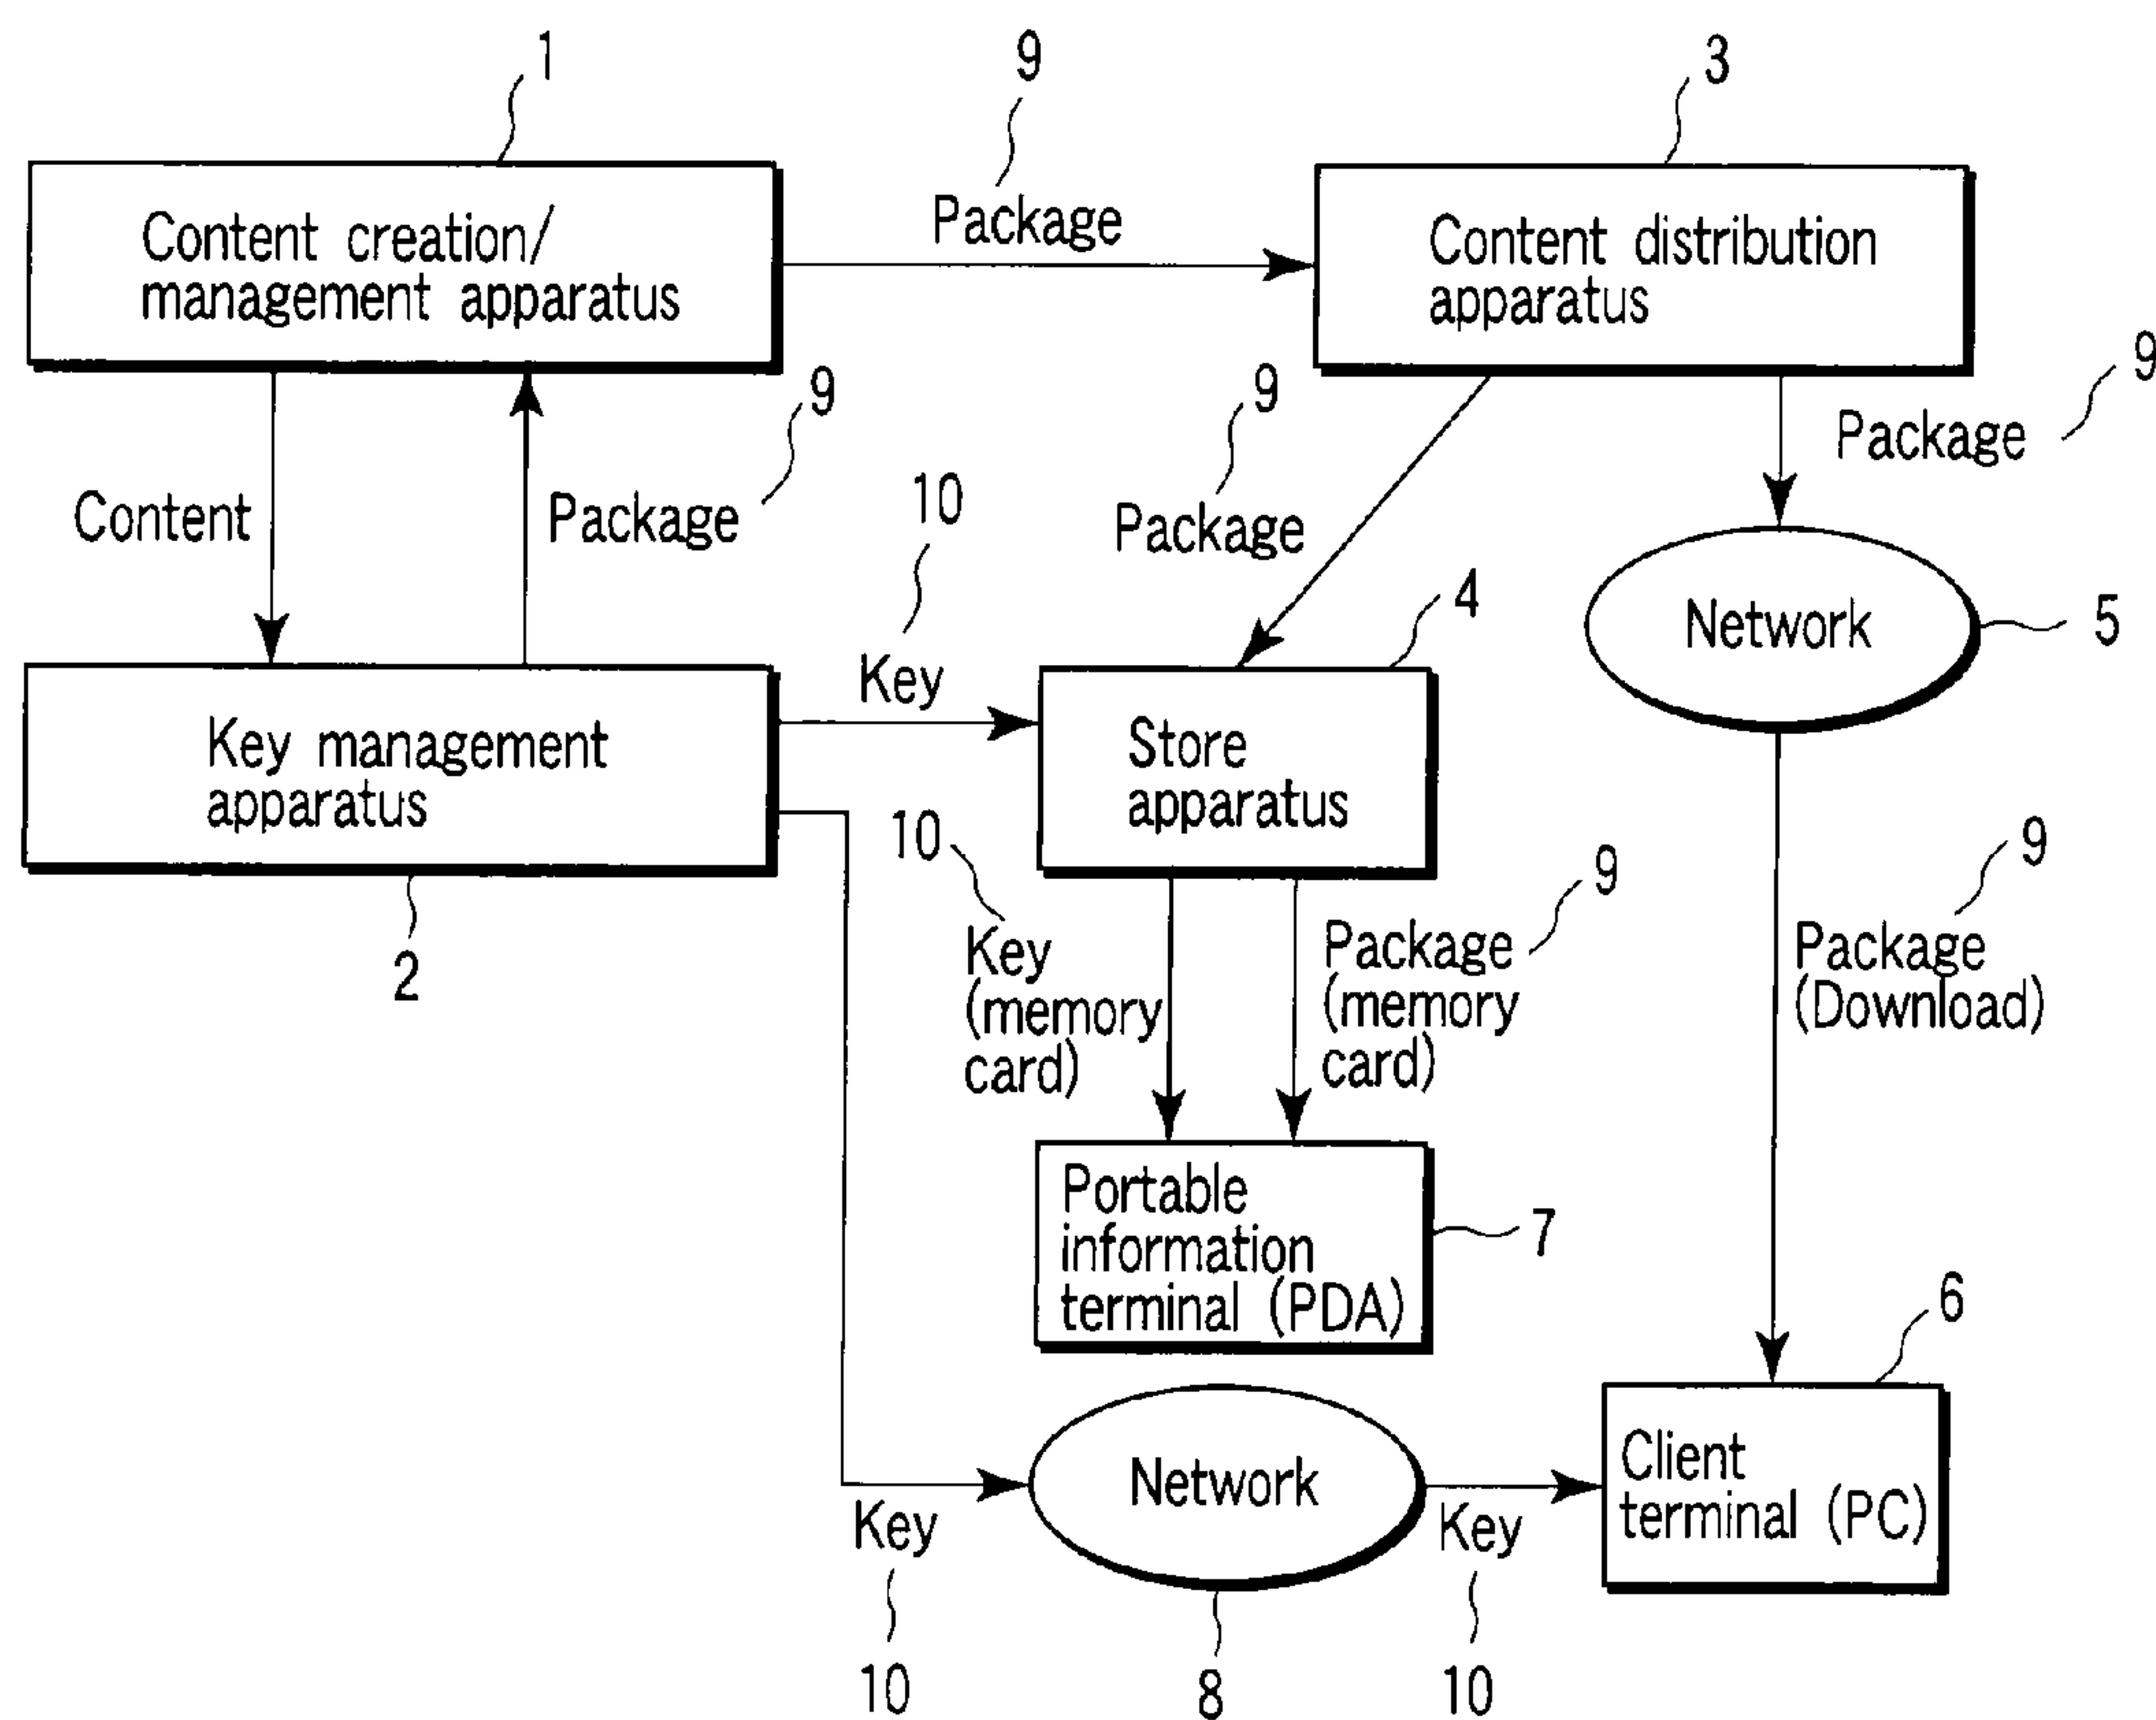 1
9
3
Content creation/
management apparatus
Package
Content distribution
apparatus
9
9
9
Content
Package
10
Package
Package
4
Network
5
Key
Key management
apparatus
2
Store
apparatus
10
9
9
Key
(memory
card)
Package
(memory
card)
Package
(Download)
Portable
information
terminal (PDA)
7
6
Network
Client
terminal (PC)
Key
Key
10
8
10